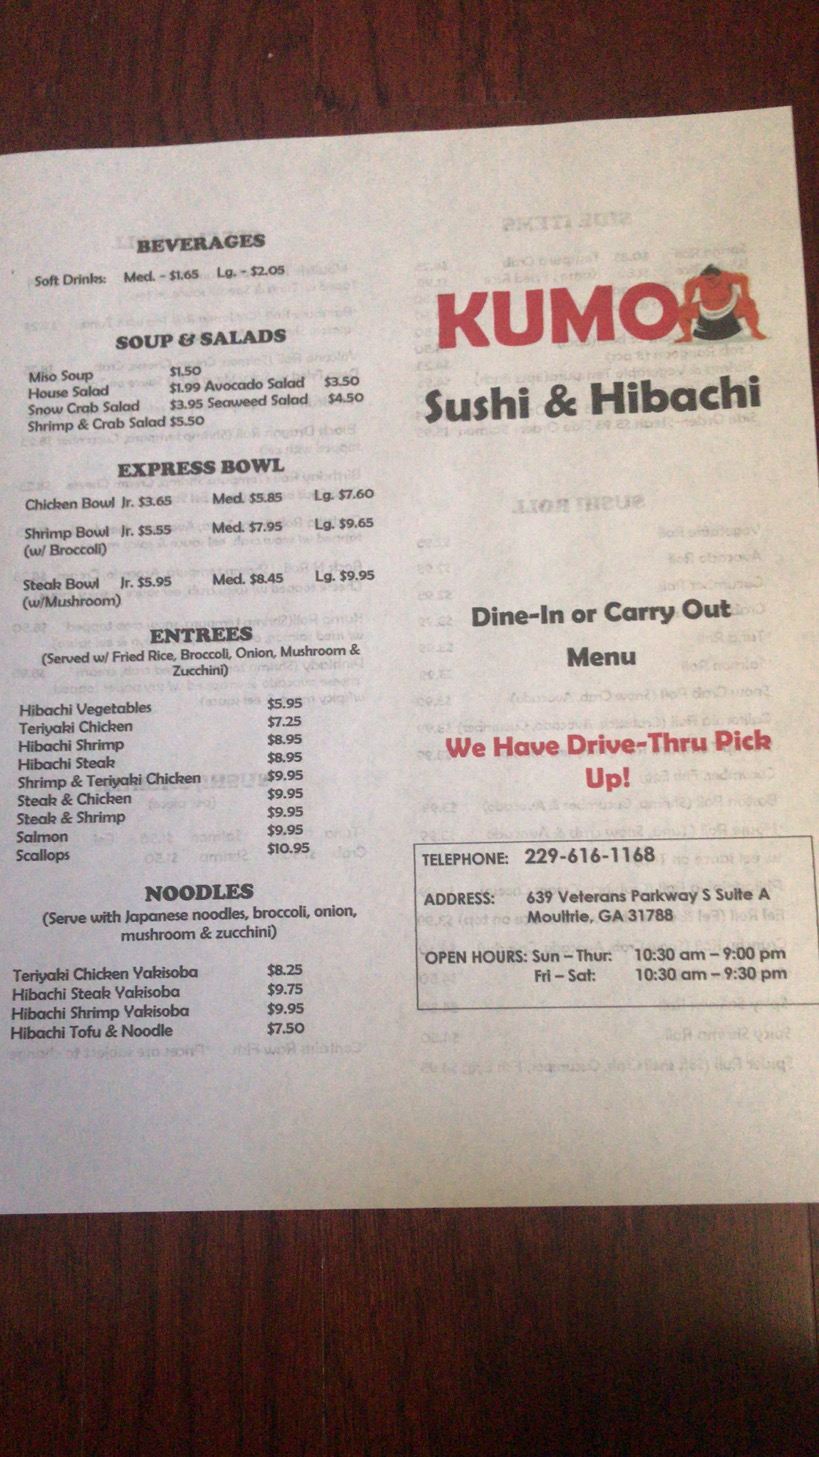 BEVERAGES
Soft Drinks: Med. - $1.65 Lg. - $2.05
SOUP & SALADS
Miso Soup $1.50
House Salad $1.99 Avocado Salad $3.50
Snow Crab Salad $3.95 Seaweed Salad $4.50
Shrimp & Crab Salad $5.50
EXPRESS BOWL
Chicken Bowl Jr. $3.65 Med. $5.85 Lg. $7.60
Shrimp Bowl Jr. $5.55 Med. $7.95 Lg. $9.65
(w/ Broccoli)
Steak Bowl Jr. $5.95 Med. $8.45 Lg. $9.95
(w/Mushroom)
ENTREES
(Served w/ Fried Rice, Broccoli, Onion, Mushroom &
Zucchini)
Hibachi Vegetables $5.95
Teriyaki Chicken $7.25
Hibachi Shrimp $8.95
Hibachi Steak $8.95
Shrimp & Teriyaki Chicken $9.95
Steak & Chicken $9.95
Steak & Shrimp $9.95
Salmon $9.95
Scallops $10.95
NOODLES
(Serve with Japanese noodles, broccoli, onion,
mushroom & zucchini)
Teriyaki Chicken Yakisoba $8.25
Hibachi Steak Yakisoba $9.75
Hibachi Shrimp Yakisoba $9.95
Hibachi Tofu & Noodle $7.50
KUMO
Sushi & Hibachi
Dine-In or Carry Out
Menu
We Have Drive-Thru Pick
Up!
TELEPHONE: 229-616-1168
ADDRESS: 639 Veterans Parkway S Suite A
Moultrie, GA 31788
OPEN HOURS: Sun – Thur: 10:30 am – 9:00 pm
Fri – Sat: 10:30 am – 9:30 pm